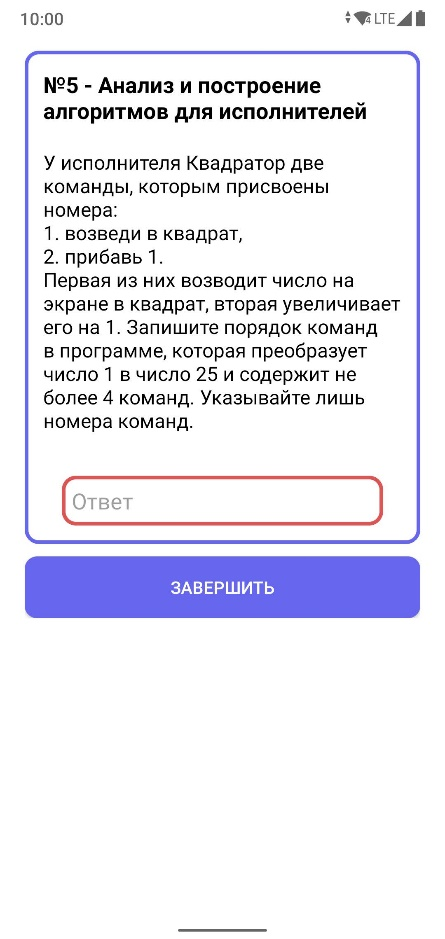 10:00
4 LTE
№5 - Анализ и построение
алгоритмов для исполнителей
У исполнителя Квадратор две
команды, которым присвоены
номера:
1. возведи в квадрат,
2. прибавь 1.
Первая из них возводит число на
экране в квадрат, вторая увеличивает
его на 1. Запишите порядок команд
в программе, которая преобразует
число 1 в число 25 и содержит не
более 4 команд. Указывайте лишь
номера команд.
Ответ
ЗАВЕРШИТЬ